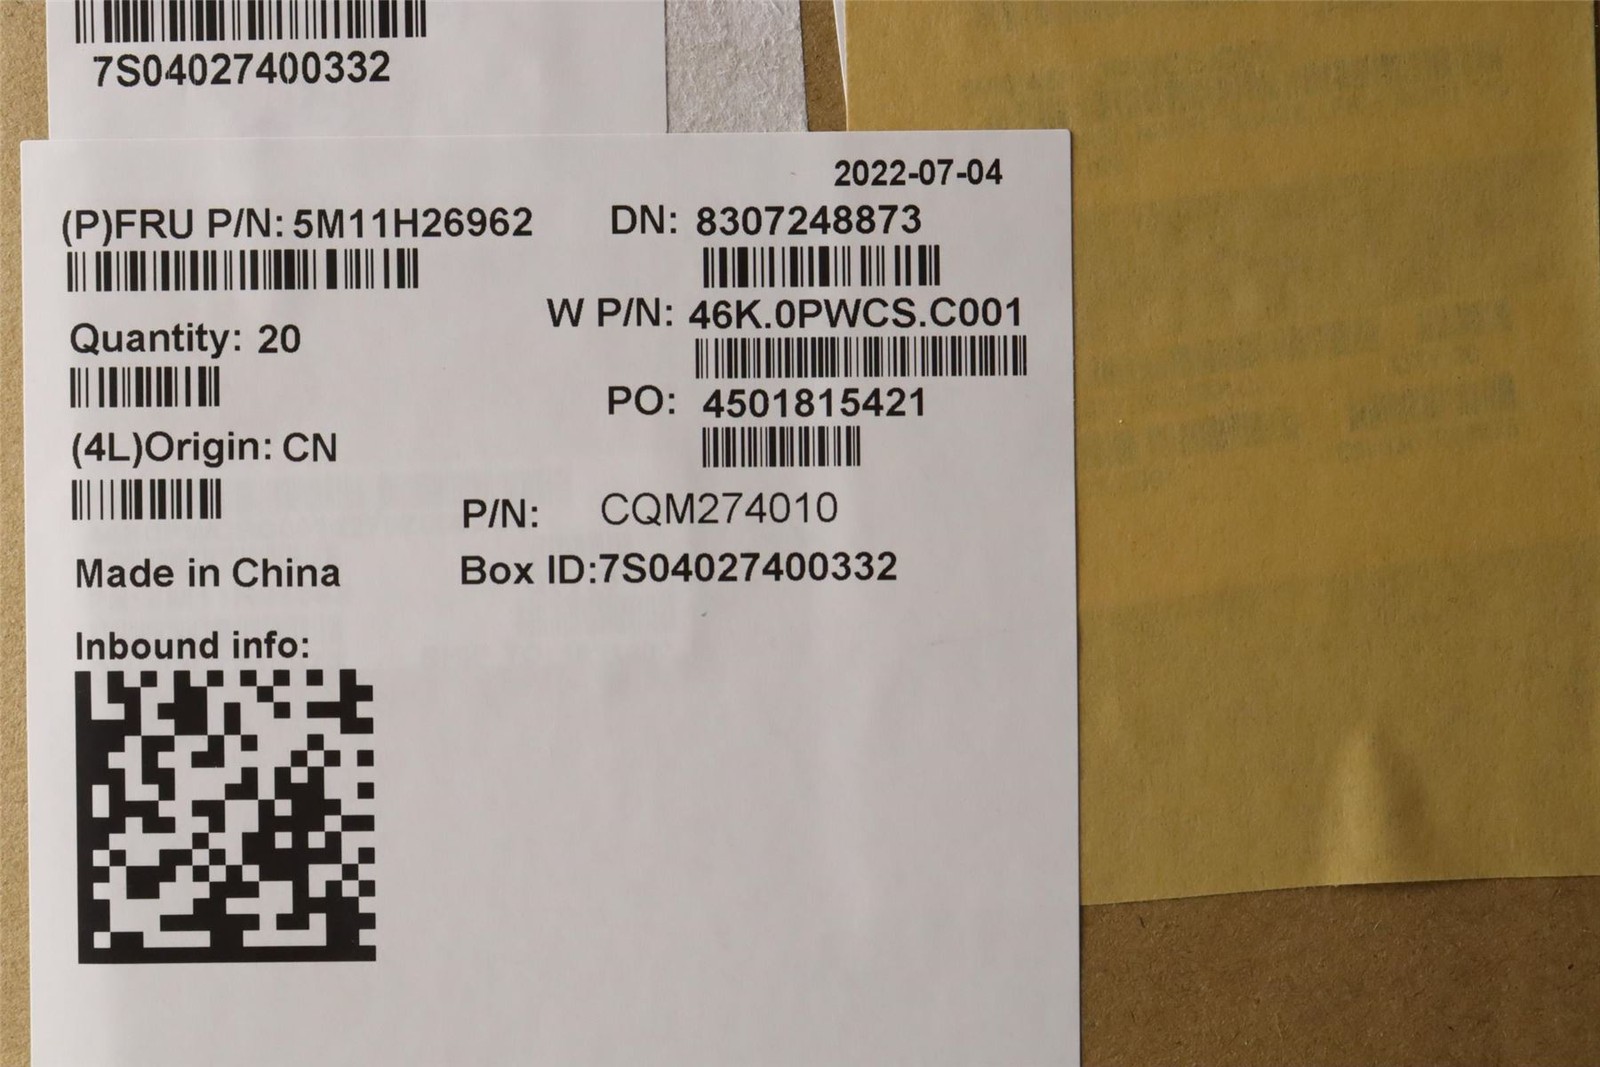 7S04027400332
2022-07-04
(P)FRU P/N: 5M11H26962
DN: 8307248873
W P/N: 46K.0PWCS.C001
Quantity: 20
PO: 4501815421
(4L)Origin: CN
P/N: CQM274010
Made in China
Box ID:7S04027400332
Inbound info: